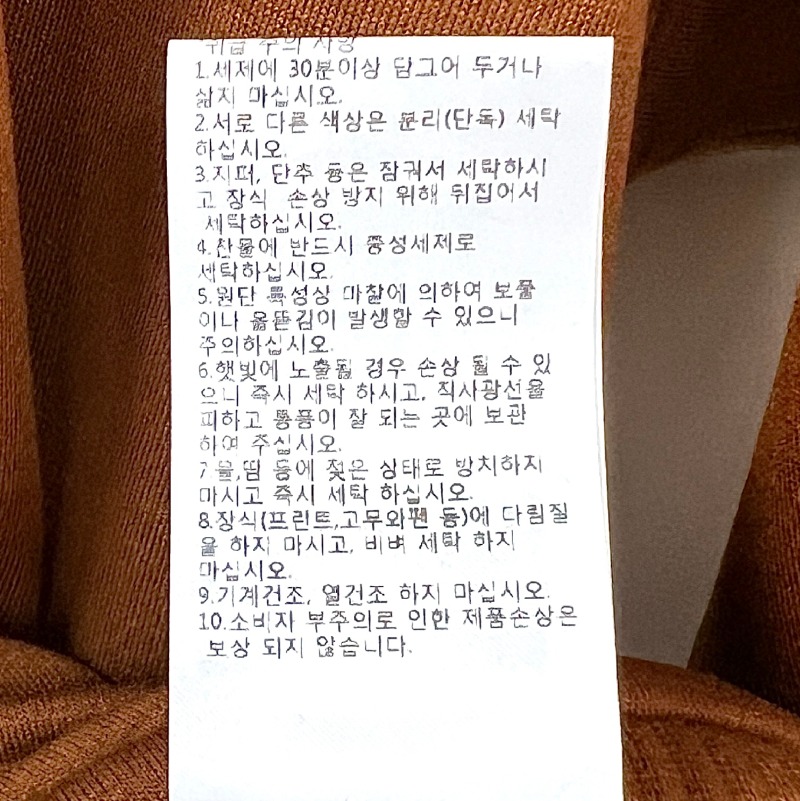 취급 주의 사항
1.세제에 30분이상 담그어 두거나
삶지 마십시오.
2.서로 다른 색상은 분리(단독) 세탁
하십시오.
3.지퍼, 단추 등은 잠궈서 세탁하시
고 장식 손상 방지 위해 뒤집어서
세탁하십시오.
4.찬물에 반드시 중성세제로
세탁하십시오.
5.원단 특성상 마찰에 의하여 보풀
이나 올뜯김이 발생할 수 있으니
주의하십시오.
6.햇빛에 노출될 경우 손상 될 수 있
으니 즉시 세탁 하시고, 직사광선을
피하고 통풍이 잘 되는 곳에 보관
하여 주십시오.
7.물,땀 등에 젖은 상태로 방치하지
마시고 즉시 세탁 하십시오.
8.장식(프린트,고무와펜 등)에 다림질
을 하지 마시고, 비벼 세탁 하지
마십시오.
9.기계건조, 열건조 하지 마십시오.
10.소비자 부주의로 인한 제품손상은
보상 되지 않습니다.